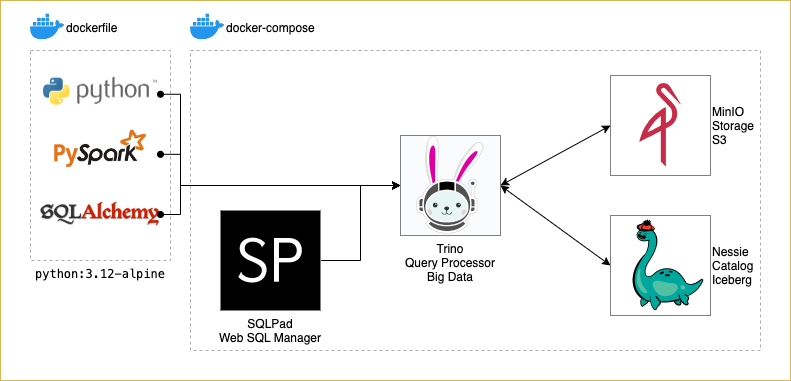 dockerfile
docker-compose
python™
PySpark
SQLAlchemy
python:3.12-alpine
SP
SQLPad
Web SQL Manager
Trino
Query Processor
Big Data
MinIO
Storage
S3
Nessie
Catalog
Iceberg